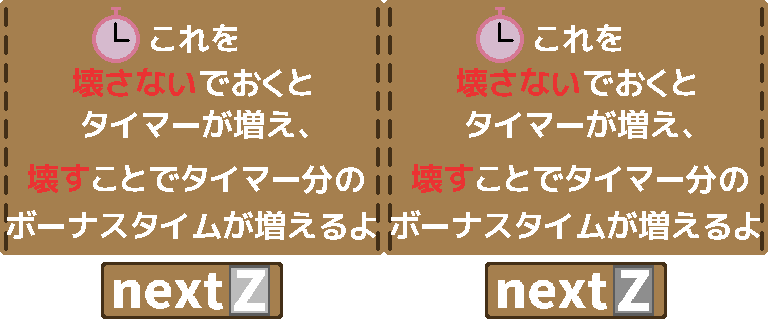 これを
壊さないでおくと
タイマーが増え、
壊すことでタイマー分の
ボーナスタイムが増えるよ
next Z
これを
壊さないでおくと
タイマーが増え、
壊すことでタイマー分の
ボーナスタイムが増えるよ
next Z